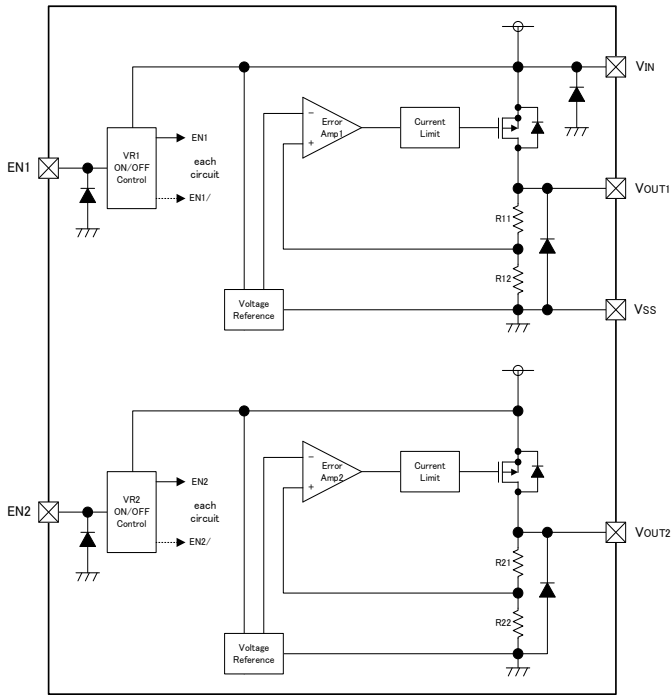 VIN
Error
Amp1
−
+
Current
Limit
EN1
VR1
ON/OFF
Control
EN1
each
circuit
EN1/
VOUT1
R11
R12
Voltage
Reference
VSS
Error
Amp2
−
+
Current
Limit
EN2
VR2
ON/OFF
Control
EN2
each
circuit
EN2/
VOUT2
R21
R22
Voltage
Reference